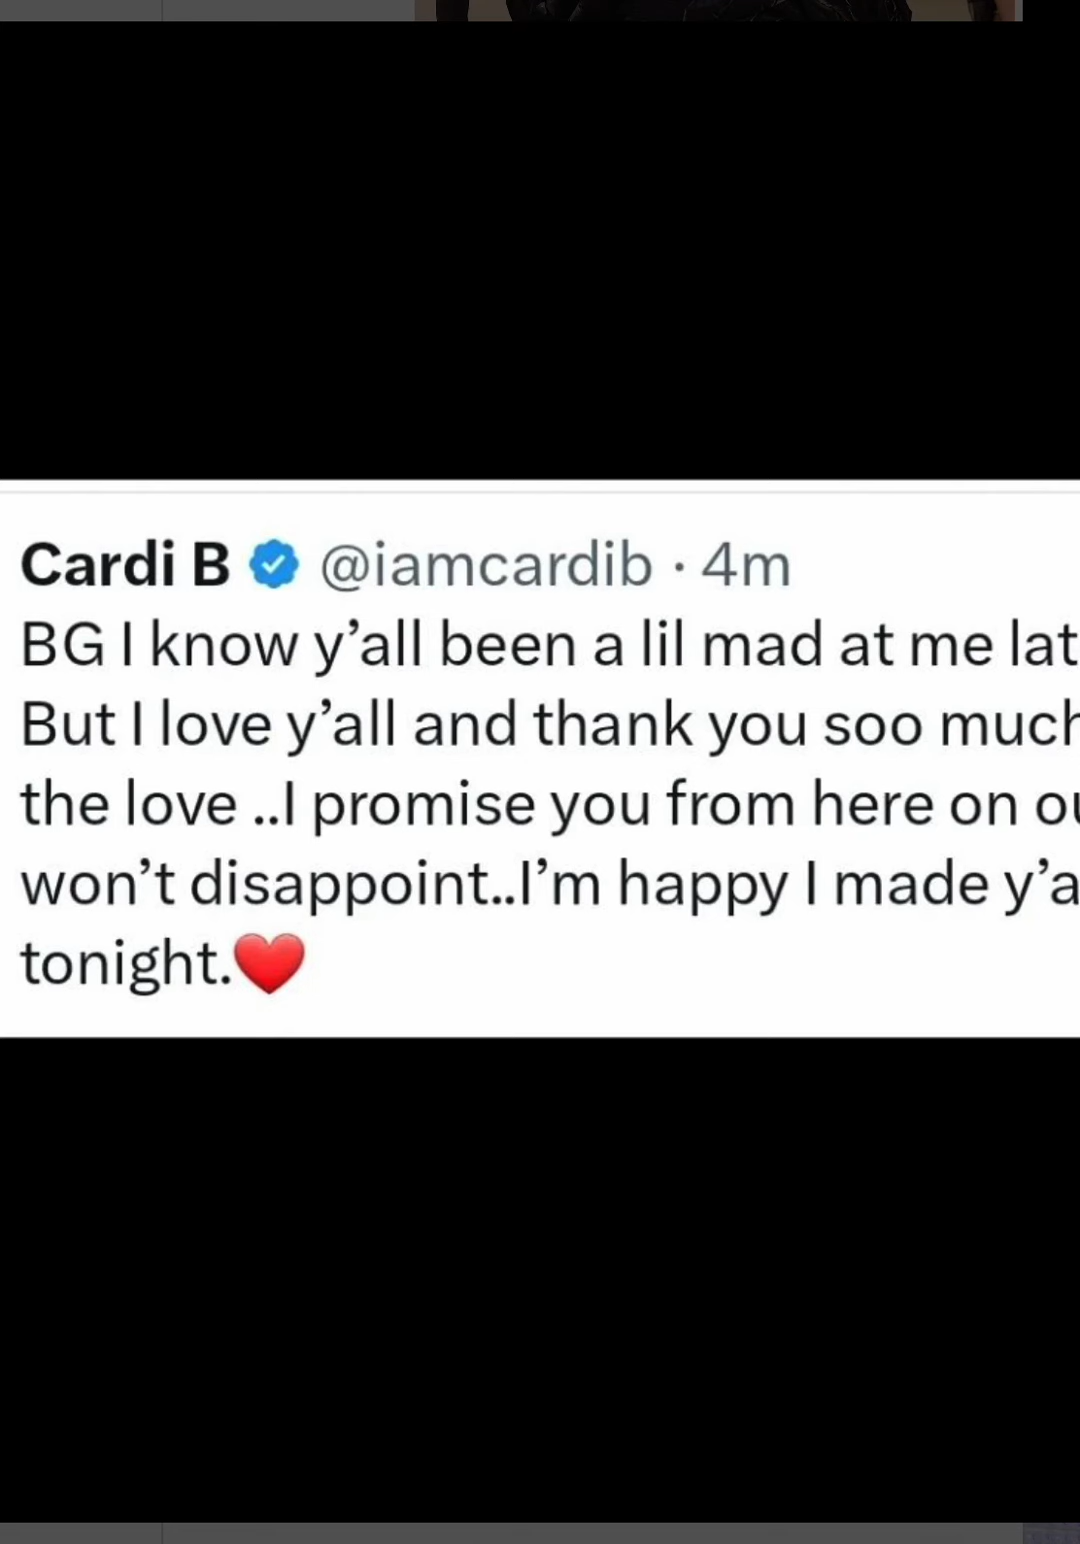 Cardi B @iamcardib · 4m
BG I know y’all been a lil mad at me lat
But I love y’all and thank you soo much
the love ..I promise you from here on ou
won’t disappoint..I’m happy I made y’a
tonight.❤️